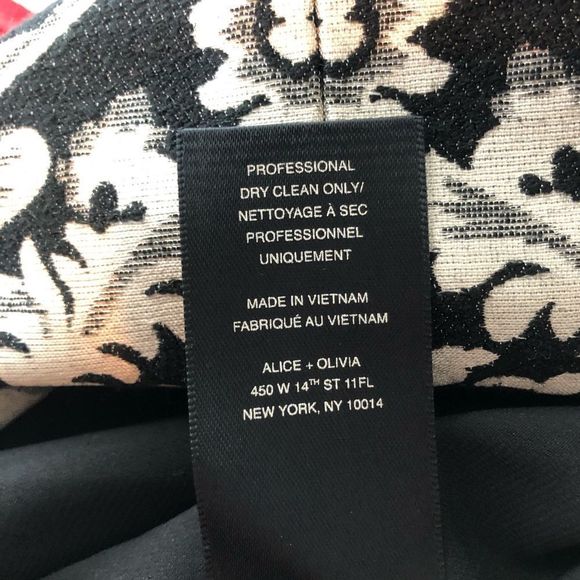 PROFESSIONAL
DRY CLEAN ONLY/
NETTOYAGE À SEC
PROFESSIONNEL
UNIQUEMENT
MADE IN VIETNAM
FABRIQUÉ AU VIETNAM
ALICE + OLIVIA
450 W 14TH ST 11FL
NEW YORK, NY 10014